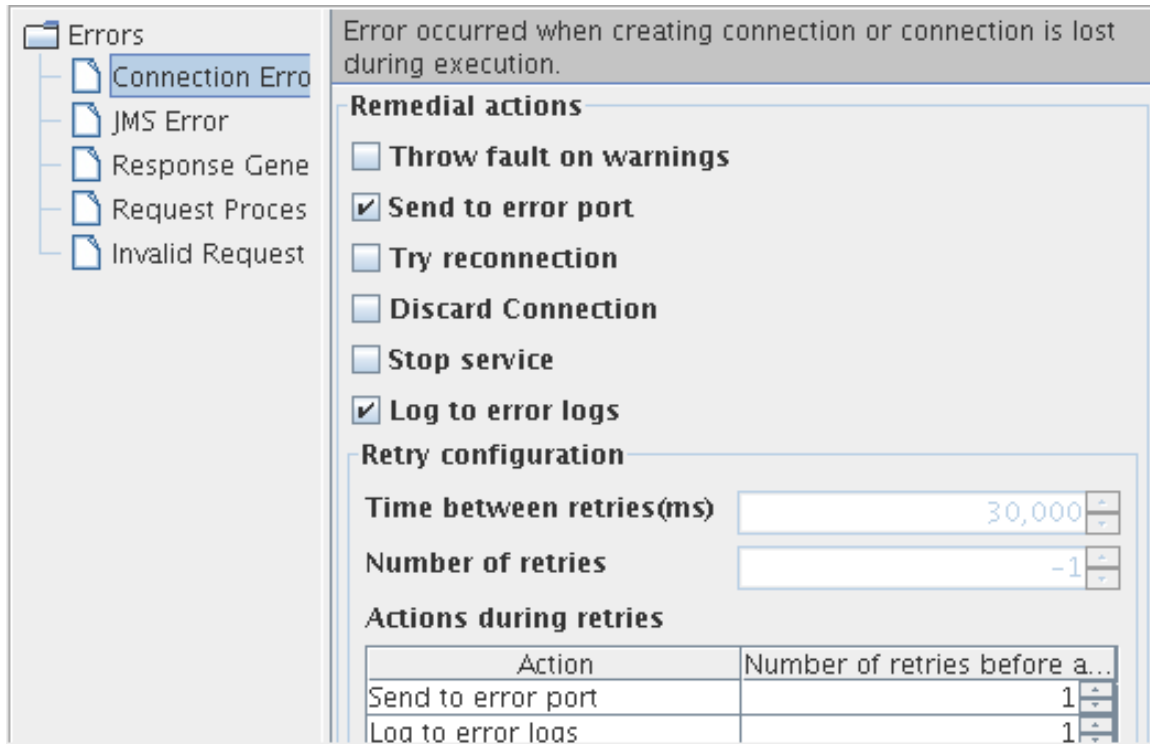 Errors
Connection Erro
JMS Error
Response Gene
Request Proces
Invalid Request
Error occurred when creating connection or connection is lost
during execution.
Remedial actions
Throw fault on warnings
Send to error port
Try reconnection
Discard Connection
Stop service
Log to error logs
Retry configuration
Time between retries(ms) 30,000
Number of retries -1
Actions during retries
Action Number of retries before a...
Send to error port 1
Log to error logs 1